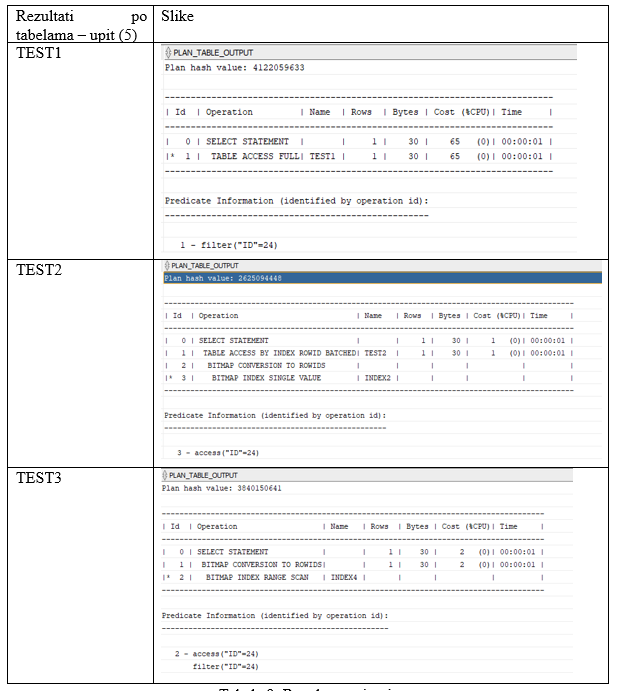 Rezultati po tabelama – upit (5)
Slike
TEST1
PLAN_TABLE_OUTPUT
Plan hash value: 4122059633
--------------------------------------------------------------------------
| Id | Operation | Name | Rows | Bytes | Cost (%CPU)| Time |
--------------------------------------------------------------------------
| 0 | SELECT STATEMENT | | 1 | 30 | 65 (0)| 00:00:01 |
|* 1 | TABLE ACCESS FULL| TEST1 | 1 | 30 | 65 (0)| 00:00:01 |
--------------------------------------------------------------------------
Predicate Information (identified by operation id):
---------------------------------------------------
1 - filter("ID"=24)
TEST2
PLAN_TABLE_OUTPUT
Plan hash value: 2625094448
----------------------------------------------------------------------------------------------
| Id | Operation | Name | Rows | Bytes | Cost (%CPU)| Time |
----------------------------------------------------------------------------------------------
| 0 | SELECT STATEMENT | | 1 | 30 | 1 (0)| 00:00:01 |
| 1 | TABLE ACCESS BY INDEX ROWID BATCHED| TEST2 | 1 | 30 | 1 (0)| 00:00:01 |
| 2 | BITMAP CONVERSION TO ROWIDS | | | | | |
|* 3 | BITMAP INDEX SINGLE VALUE | INDEX2 | | | | |
----------------------------------------------------------------------------------------------
Predicate Information (identified by operation id):
---------------------------------------------------
3 - access("ID"=24)
TEST3
PLAN_TABLE_OUTPUT
Plan hash value: 3840150641
---------------------------------------------------------------------------------------
| Id | Operation | Name | Rows | Bytes | Cost (%CPU)| Time |
---------------------------------------------------------------------------------------
| 0 | SELECT STATEMENT | | 1 | 30 | 2 (0)| 00:00:01 |
| 1 | BITMAP CONVERSION TO ROWIDS| | 1 | 30 | 2 (0)| 00:00:01 |
|* 2 | BITMAP INDEX RANGE SCAN | INDEX4 | | | | |
---------------------------------------------------------------------------------------
Predicate Information (identified by operation id):
---------------------------------------------------
2 - access("ID"=24)
filter("ID"=24)